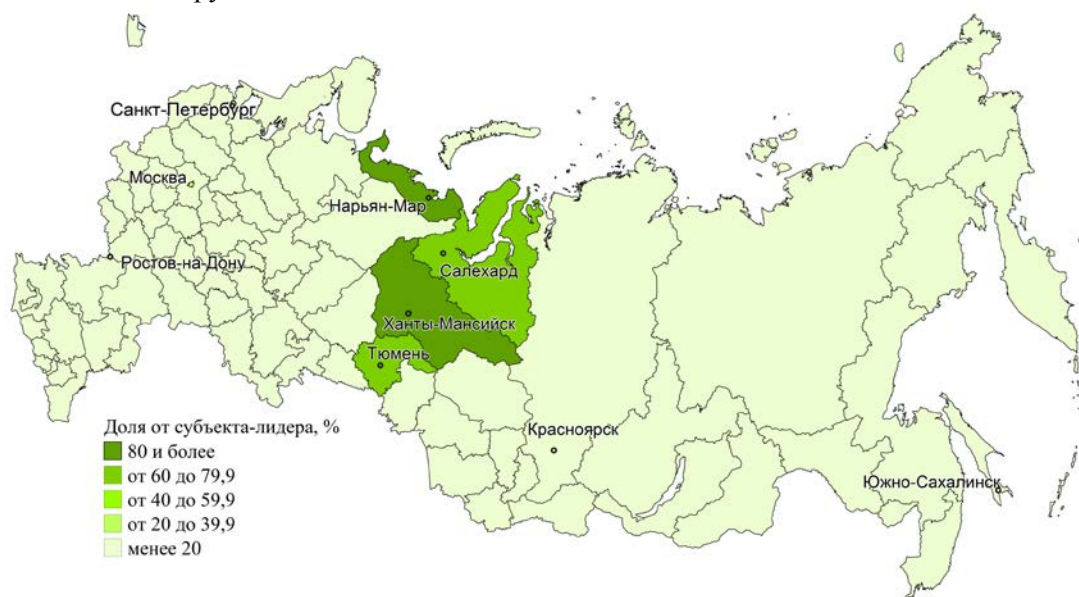 Санкт-Петербург
Москва
Нарьян-Мар
Ростов-на-Дону
Салехард
Ханты-Мансийск
Тюмень
Доля от субъекта-лидера, %
80 и более
от 60 до 79,9
от 40 до 59,9
от 20 до 39,9
менее 20
Красноярск
Южно-Сахалинск